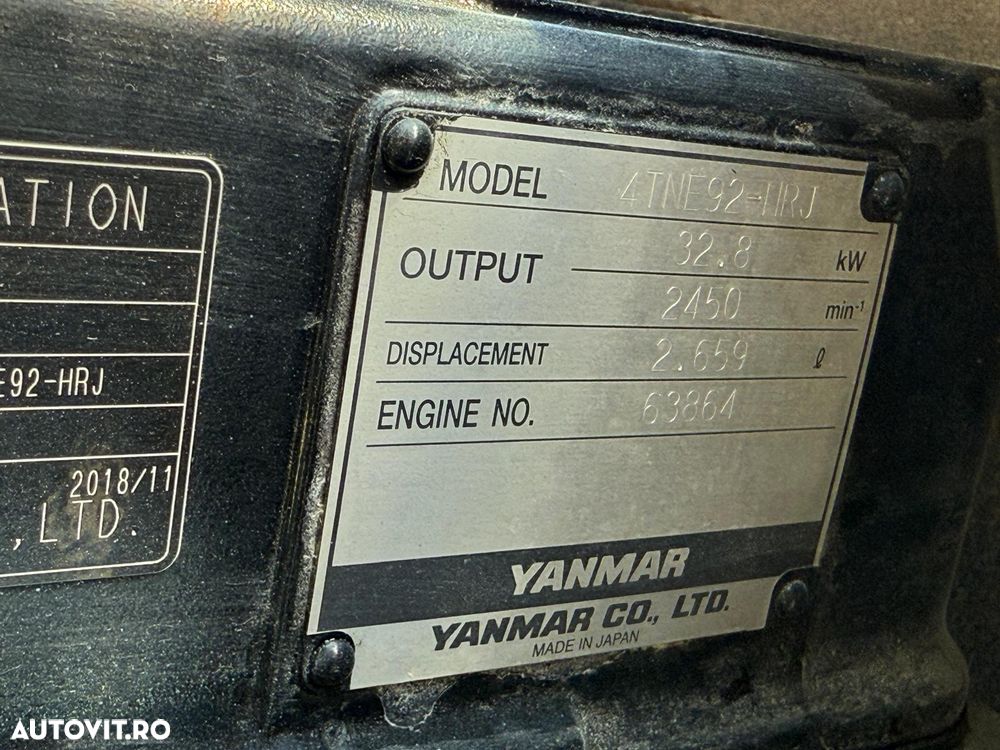 ATION
E92-HRJ
2018/11
,LTD.
MODEL 4TNE92-HRJ
OUTPUT 32.8 kW
2450 min-1
DISPLACEMENT 2.659 ℓ
ENGINE NO. 63864
YANMAR
YANMAR CO., LTD.
MADE IN JAPAN
AUTOVIT.RO